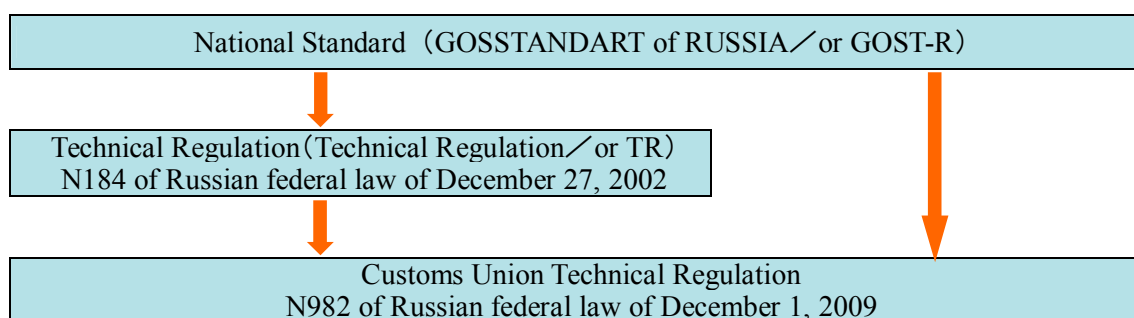 National Standard（GOSSTANDART of RUSSIA／or GOST-R）
Technical Regulation（Technical Regulation／or TR）
N184 of Russian federal law of December 27, 2002
Customs Union Technical Regulation
N982 of Russian federal law of December 1, 2009